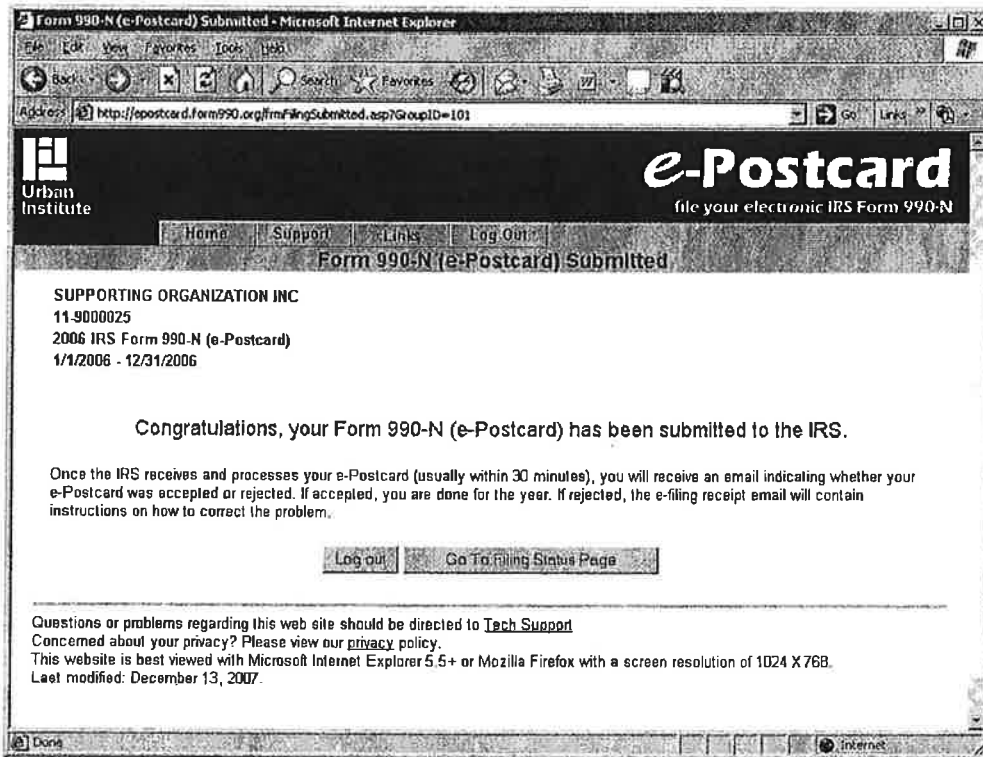 Form 990-N (e-Postcard) Submitted - Microsoft Internet Explorer
File Edit View Favorites Tools Help
Back Search Favorites
Address http://epostcard.form990.org/frmFilingSubmitted.asp?GroupID=101 Go Links »
Urban
Institute
e-Postcard
file your electronic IRS Form 990-N
Home Support Links Log Out
Form 990-N (e-Postcard) Submitted
SUPPORTING ORGANIZATION INC
11-9000025
2006 IRS Form 990-N (e-Postcard)
1/1/2006 - 12/31/2006
Congratulations, your Form 990-N (e-Postcard) has been submitted to the IRS.
Once the IRS receives and processes your e-Postcard (usually within 30 minutes), you will receive an email indicating whether your
e-Postcard was accepted or rejected. If accepted, you are done for the year. If rejected, the e-filing receipt email will contain
instructions on how to correct the problem.
Log out Go To Filing Status Page
Questions or problems regarding this web site should be directed to Tech Support
Concerned about your privacy? Please view our privacy policy.
This website is best viewed with Microsoft Internet Explorer 5.5+ or Mozilla Firefox with a screen resolution of 1024 X 768.
Last modified: December 13, 2007.
Done Internet